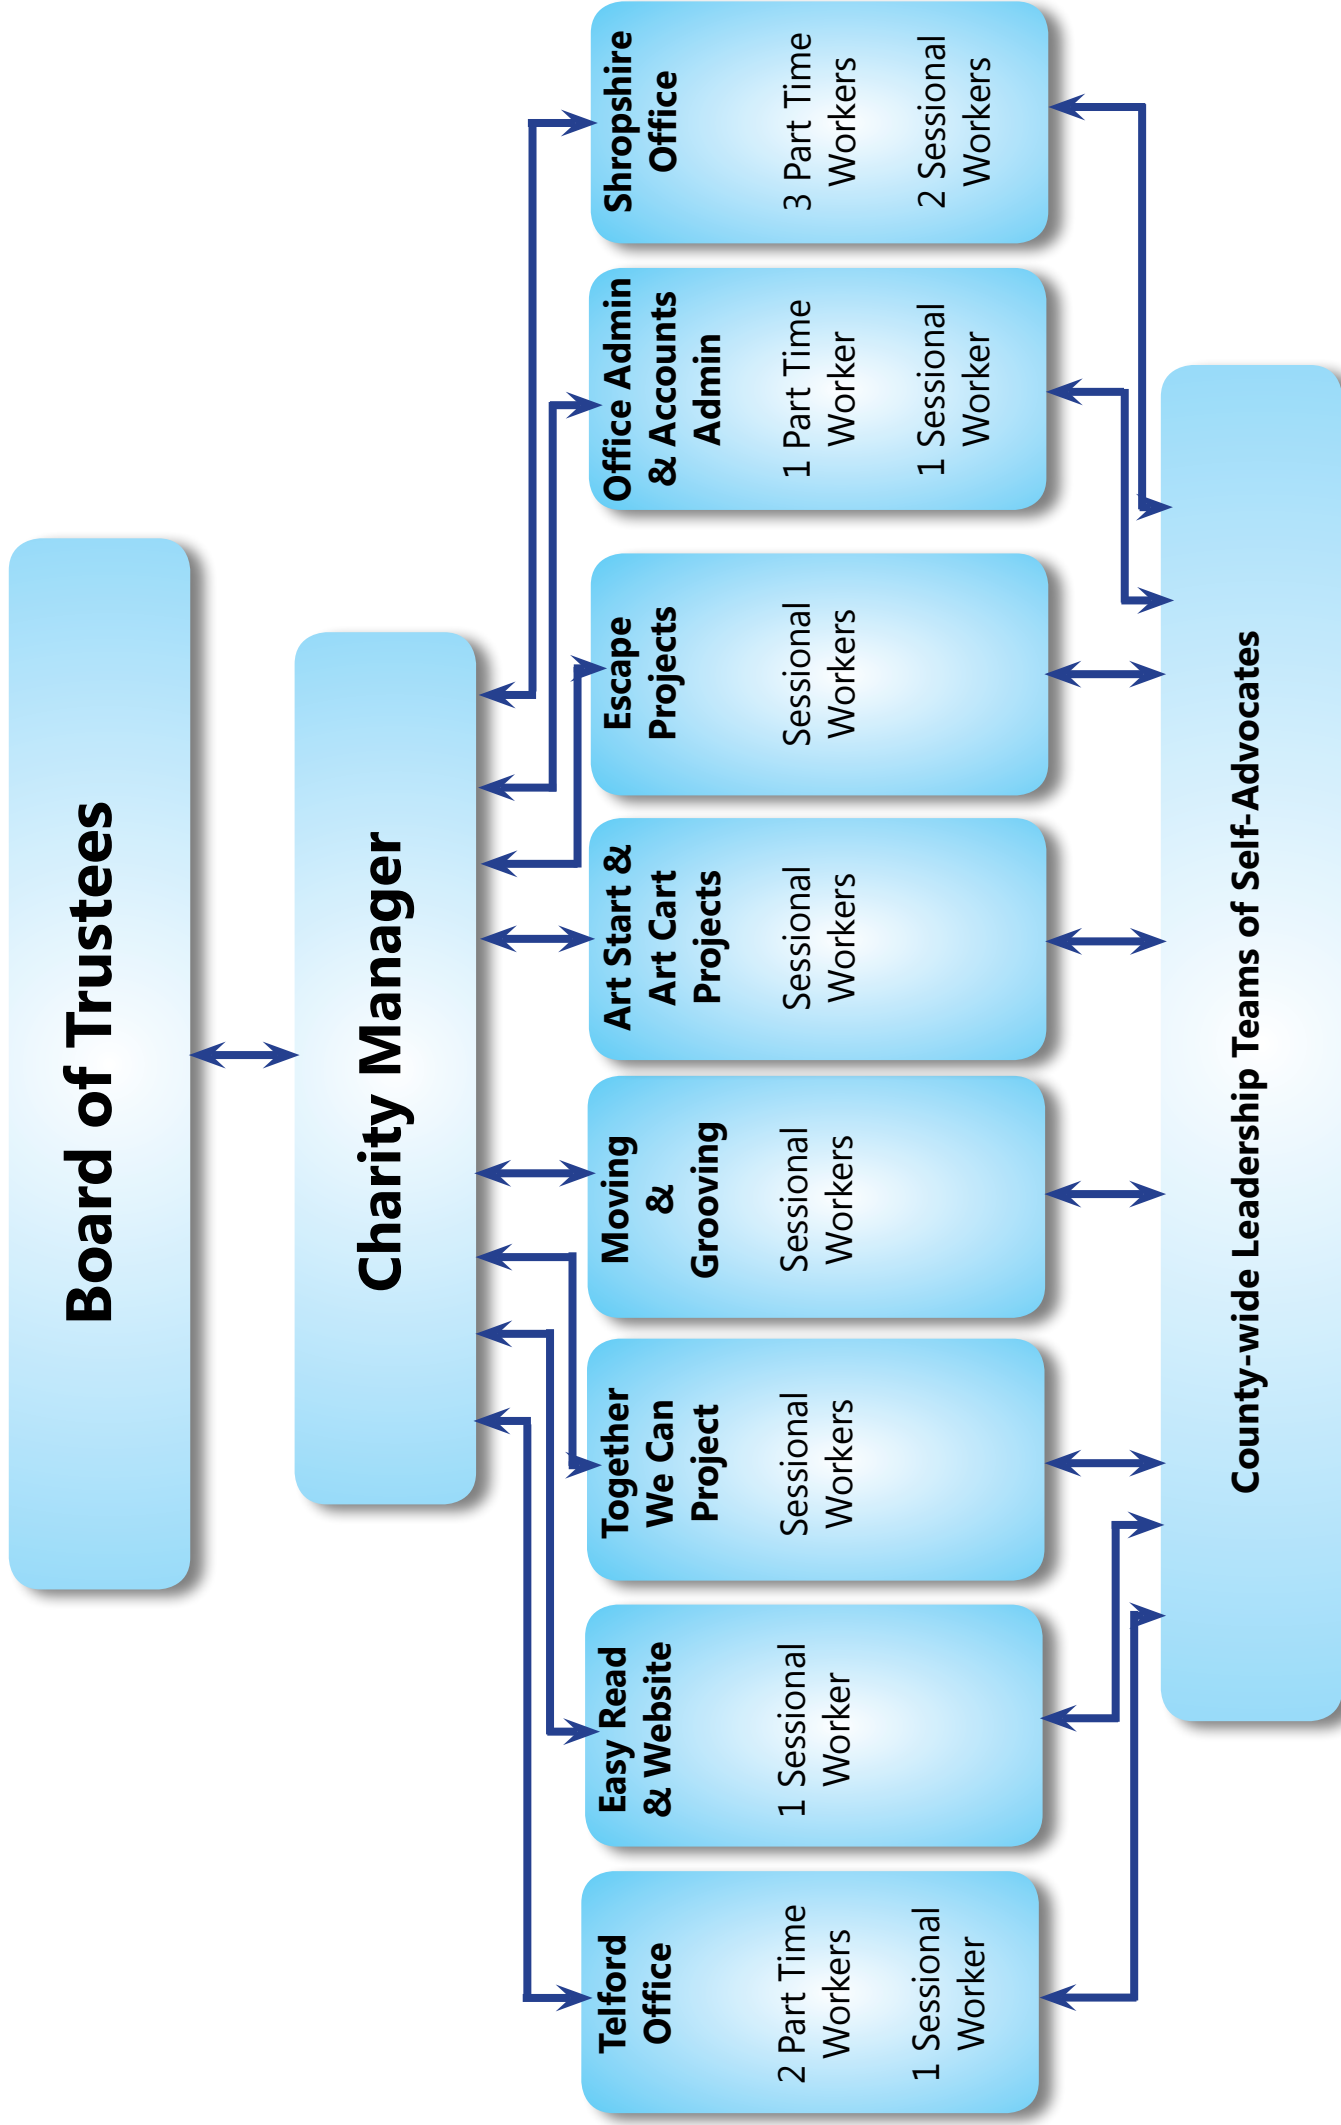 Board of Trustees
Charity Manager
Telford
Office
2 Part Time
Workers
1 Sessional
Worker
Easy Read
& Website
1 Sessional
Worker
Together
We Can
Project
Sessional
Workers
Moving
&
Grooving
Sessional
Workers
Art Start &
Art Cart
Projects
Sessional
Workers
Escape
Projects
Sessional
Workers
Office Admin
& Accounts
Admin
1 Part Time
Worker
1 Sessional
Worker
Shropshire
Office
3 Part Time
Workers
2 Sessional
Workers
County-wide Leadership Teams of Self-Advocates